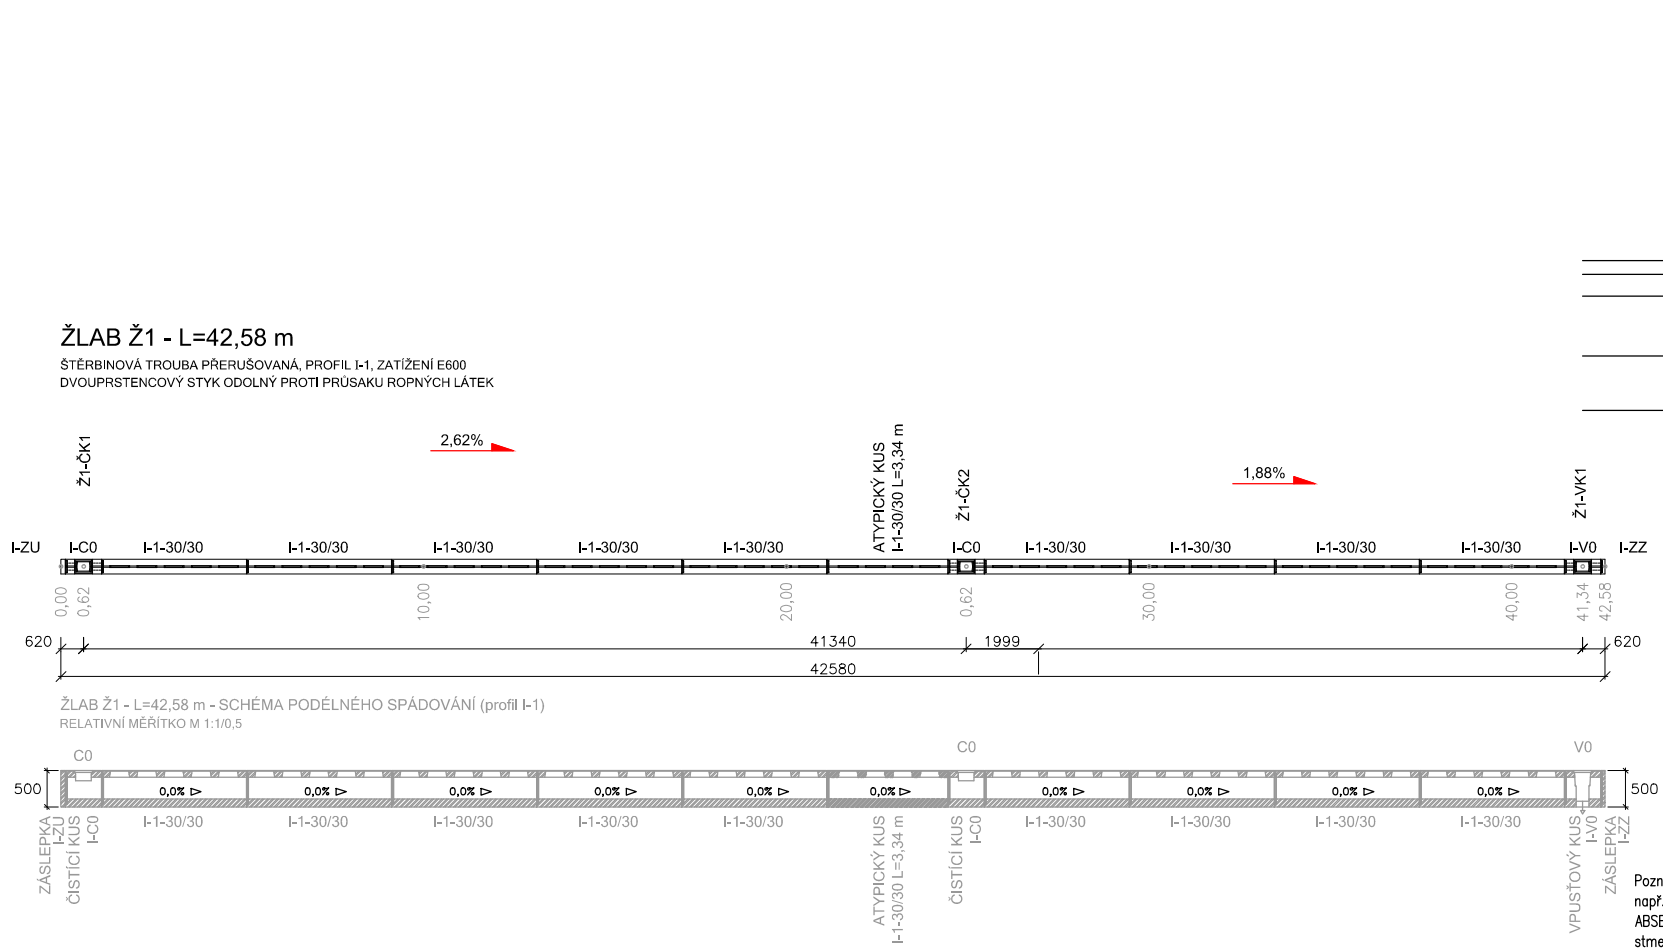 ŽLAB Ž1 - L=42,58 m
ŠTĚRBINOVÁ TROUBA PŘERUŠOVANÁ, PROFIL I-1, ZATÍŽENÍ E600
DVOUPRSTENCOVÝ STYK ODOLNÝ PROTI PRŮSAKU ROPNÝCH LÁTEK
Ž1-ČK1
2,62%
ATYPICKÝ KUS
I-1-30/30 L=3,34 m
Ž1-ČK2
1,88%
Ž1-VK1
I-ZU I-C0 I-1-30/30 I-1-30/30 I-1-30/30 I-1-30/30 I-1-30/30 I-C0 I-1-30/30 I-1-30/30 I-1-30/30 I-1-30/30 I-V0 I-ZZ
0,00 0,62 10,00 20,00 0,62 30,00 40,00 41,34 42,58
620 41340 1999 620
42580
ŽLAB Ž1 - L=42,58 m - SCHÉMA PODÉLNÉHO SPÁDOVÁNÍ (profil I-1)
RELATIVNÍ MĚŘÍTKO M 1:1/0,5
C0 C0 V0
500 0,0% 0,0% 0,0% 0,0% 0,0% 0,0% 0,0% 0,0% 0,0% 0,0% 500
I-1-30/30 I-1-30/30 I-1-30/30 I-1-30/30 I-1-30/30 I-1-30/30 I-1-30/30 I-1-30/30 I-1-30/30
ZÁSLEPKA
I-ZU
ČISTÍCÍ KUS
I-C0
ATYPICKÝ KUS
I-1-30/30 L=3,34 m
ČISTÍCÍ KUS
I-C0
VPUSŤOVÝ KUS
I-V0
ZÁSLEPKA
I-ZZ
Pozn
např.
ABSE
stme